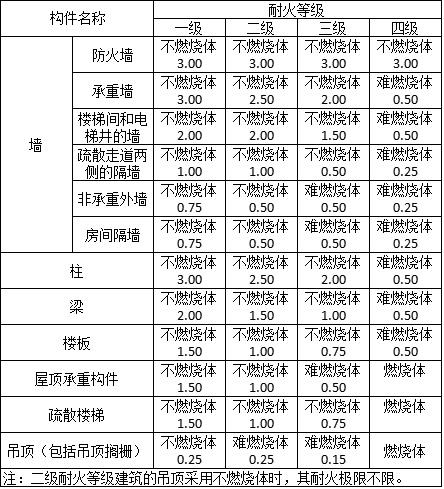 构件名称 耐火等级
一级 二级 三级 四级
墙
防火墙 不燃烧体 不燃烧体 不燃烧体 不燃烧体
3.00 3.00 3.00 3.00
承重墙 不燃烧体 不燃烧体 不燃烧体 难燃烧体
3.00 2.50 2.00 0.50
楼梯间和电 不燃烧体 不燃烧体 不燃烧体 难燃烧体
梯井的墙 2.00 2.00 1.50 0.50
疏散走道两 不燃烧体 不燃烧体 不燃烧体 难燃烧体
侧的隔墙 1.00 1.00 0.50 0.25
非承重外墙 不燃烧体 不燃烧体 难燃烧体 难燃烧体
0.75 0.50 0.50 0.25
房间隔墙 不燃烧体 不燃烧体 难燃烧体 难燃烧体
0.75 0.50 0.50 0.25
柱 不燃烧体 不燃烧体 不燃烧体 难燃烧体
3.00 2.50 2.00 0.50
梁 不燃烧体 不燃烧体 不燃烧体 难燃烧体
2.00 1.50 1.00 0.50
楼板 不燃烧体 不燃烧体 不燃烧体 难燃烧体
1.50 1.00 0.75 0.50
屋顶承重构件 不燃烧体 不燃烧体 难燃烧体 燃烧体
1.50 1.00 0.50
疏散楼梯 不燃烧体 不燃烧体 不燃烧体 燃烧体
1.50 1.00 0.75
吊顶（包括吊顶搁栅） 不燃烧体 难燃烧体 难燃烧体 燃烧体
0.25 0.25 0.15
注：二级耐火等级建筑的吊顶采用不燃烧体时，其耐火极限不限。